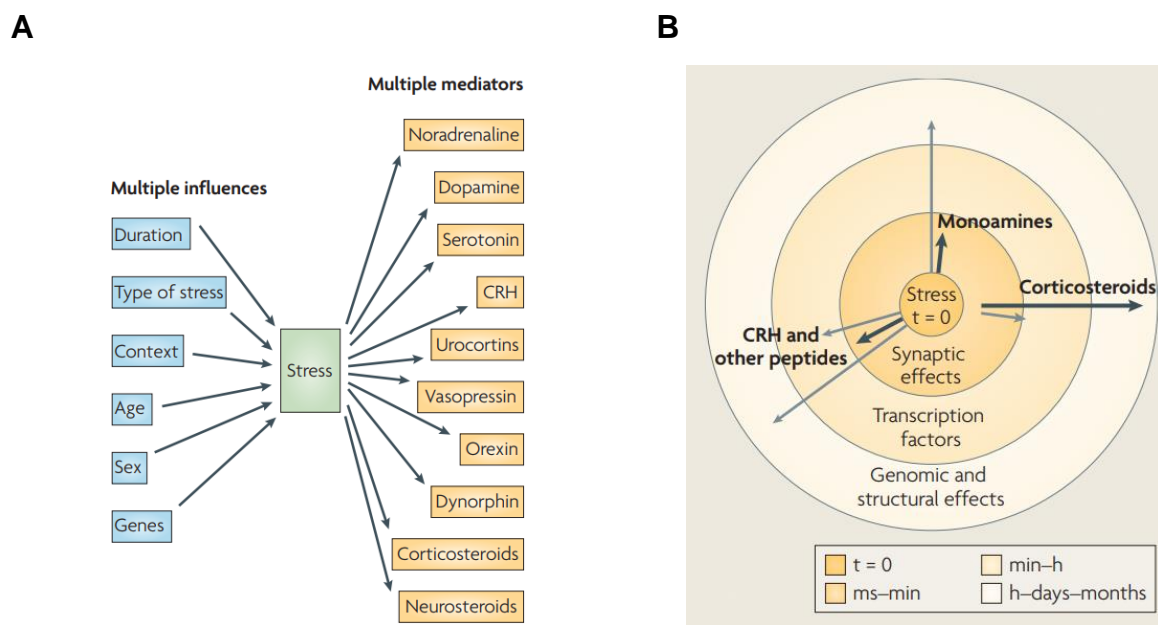 A
B
Multiple mediators
Noradrenaline
Multiple influences
Dopamine
Duration
Serotonin
Type of stress
CRH
Context
Urocortins
Stress
Vasopressin
Age
Orexin
Sex
Dynorphin
Genes
Corticosteroids
Neurosteroids
Monoamines
Corticosteroids
Stress
t = 0
CRH and
other peptides
Synaptic
effects
Transcription
factors
Genomic and
structural effects
t = 0
min–h
ms–min
h–days–months